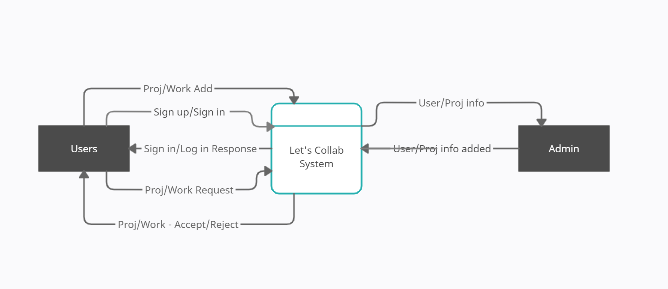 Proj/Work Add
Sign up/Sign in
User/Proj info
Users
Sign in/Log in Response
Let's Collab
System
User/Proj info added
Admin
Proj/Work Request
Proj/Work - Accept/Reject